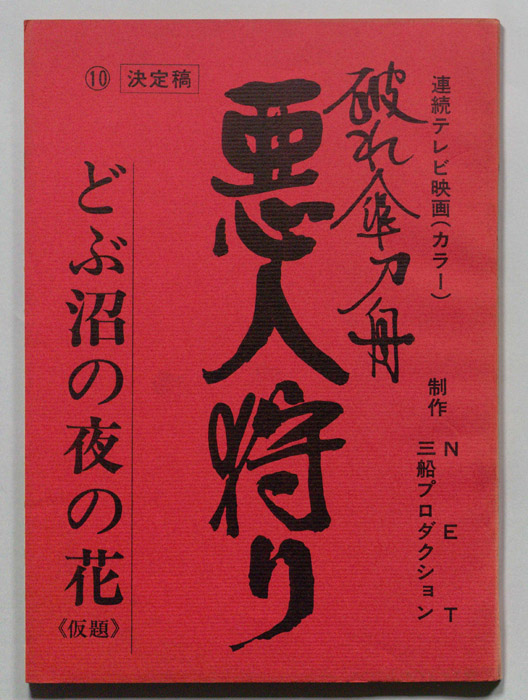 連続テレビ映画(カラー)
制作 NET
三船プロダクション
破れ傘刀舟
悪人狩り
⑩ 決定稿
どぶ沼の夜の花
《仮題》